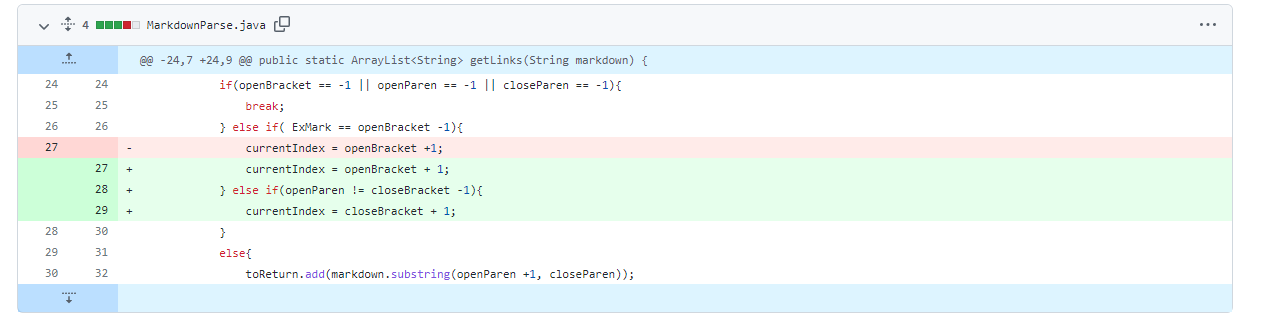 4 MarkdownParse.java
@@ -24,7 +24,9 @@ public static ArrayList<String> getLinks(String markdown) {
24 24 if(openBracket == -1 || openParen == -1 || closeParen == -1){
25 25 break;
26 26 } else if( ExMark == openBracket -1){
27 - currentIndex = openBracket +1;
27 + currentIndex = openBracket + 1;
28 + } else if(openParen != closeBracket -1){
29 + currentIndex = closeBracket + 1;
28 30 }
29 31 else{
30 32 toReturn.add(markdown.substring(openParen +1, closeParen));